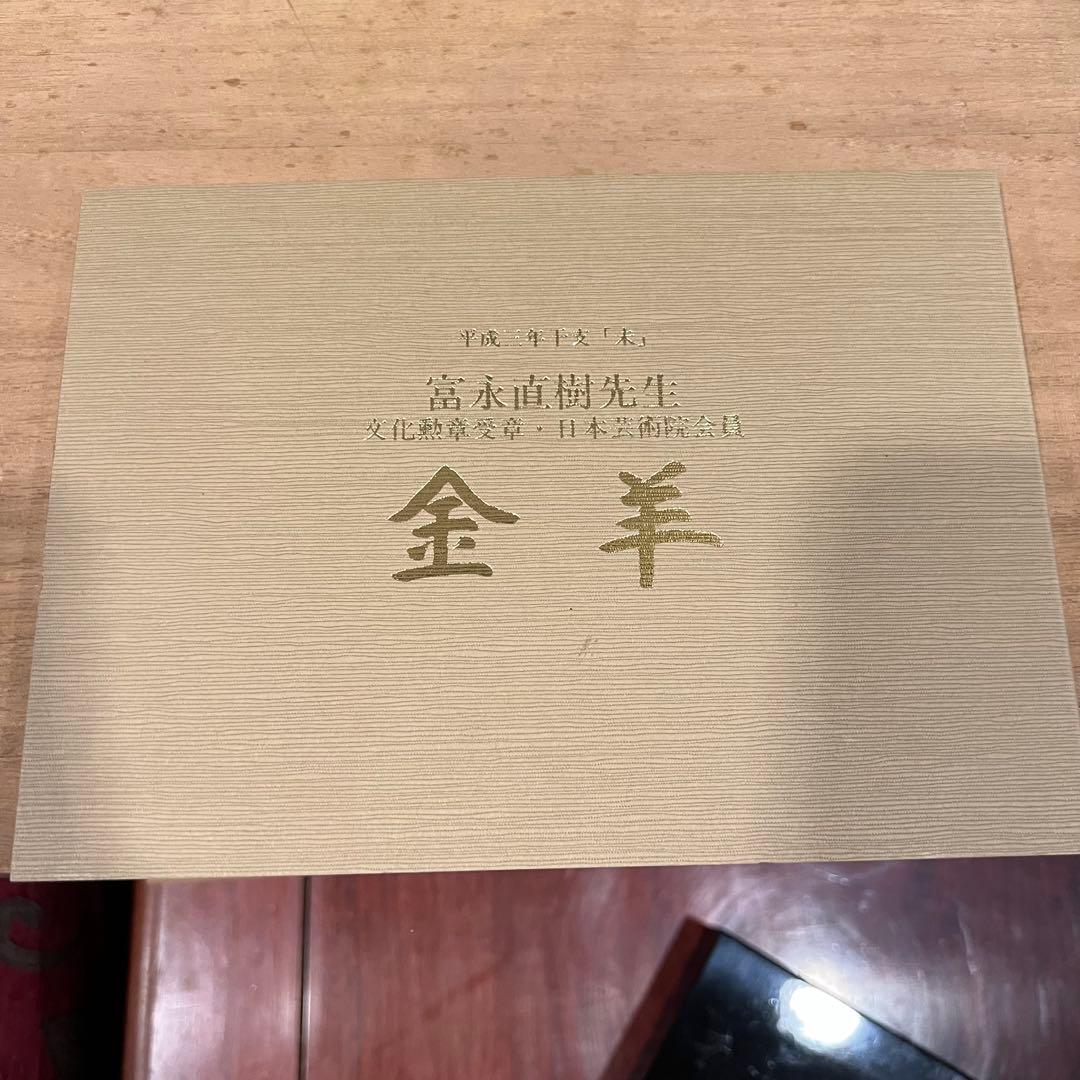 平成三年干支「未」
富永直樹先生
文化勲章受章・日本芸術院会員
金羊